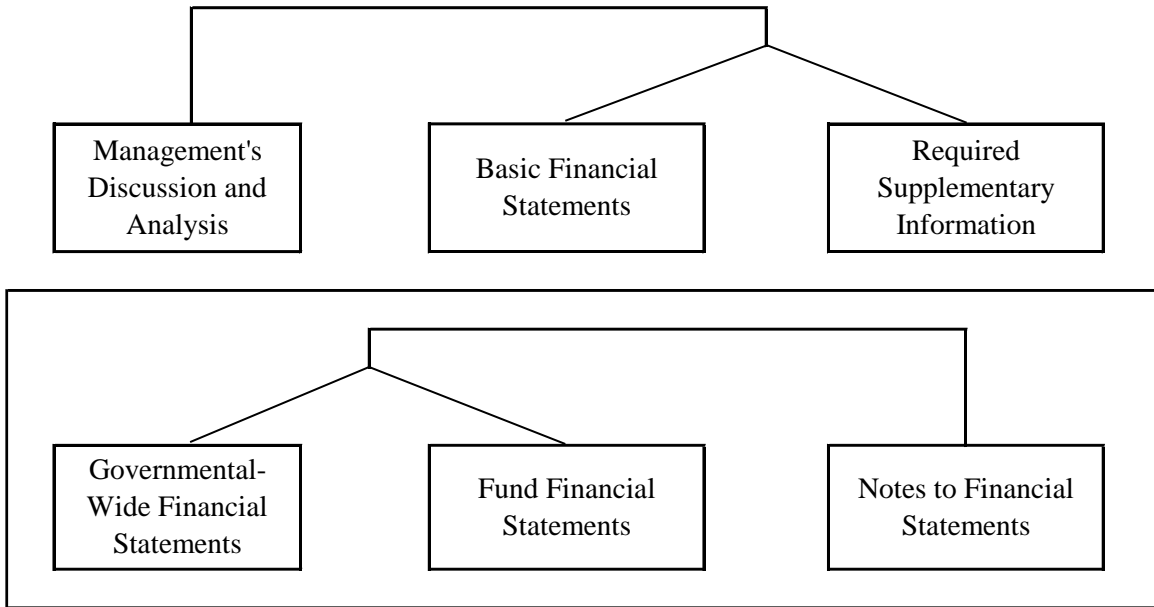 Management's
Discussion and
Analysis
Basic Financial
Statements
Required
Supplementary
Information
Governmental-
Wide Financial
Statements
Fund Financial
Statements
Notes to Financial
Statements